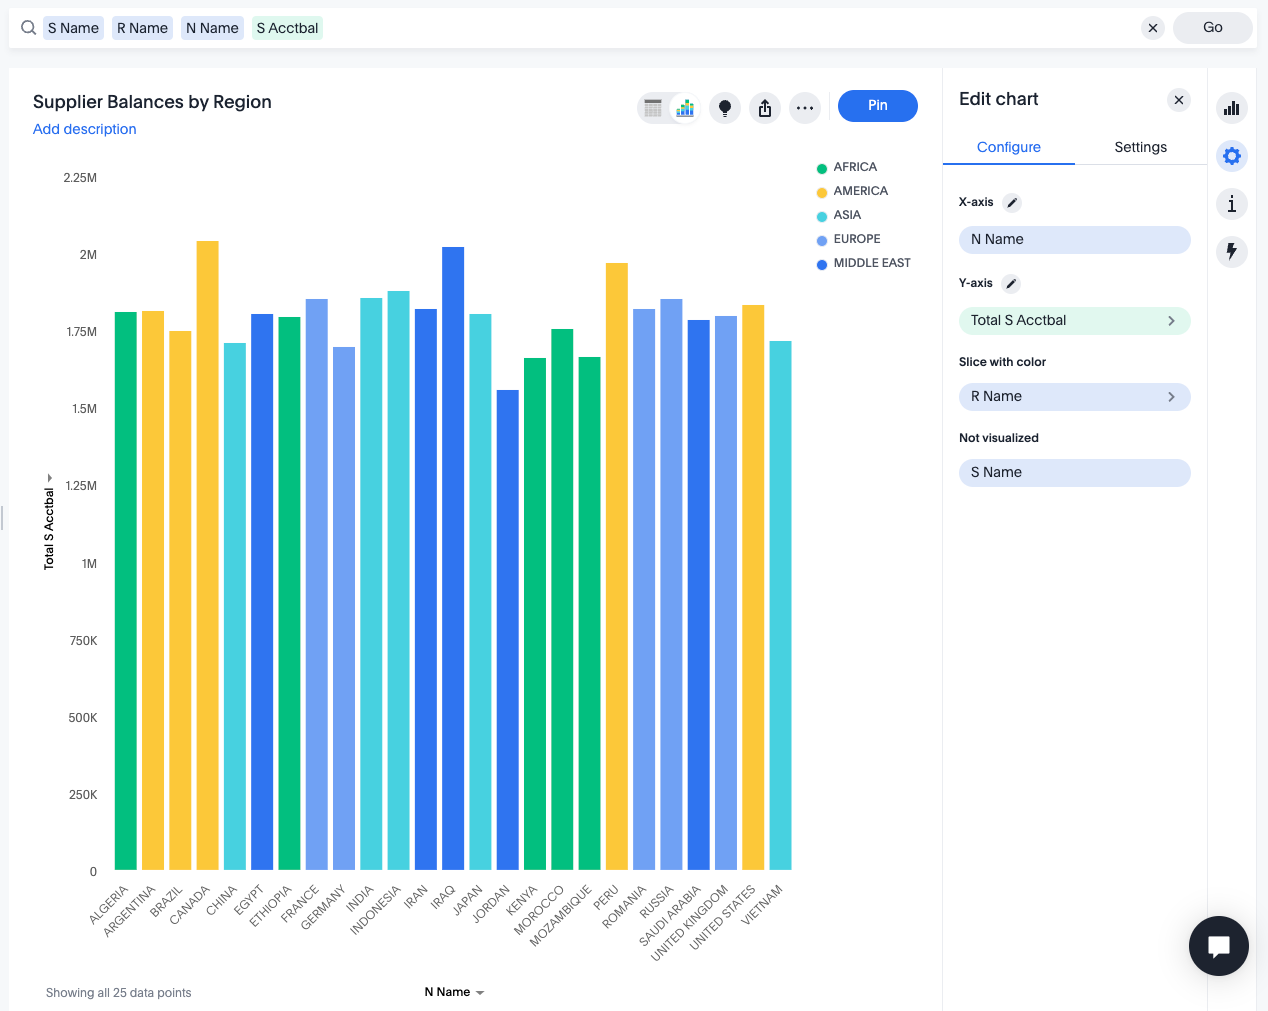 S Name R Name N Name S Acctbal
Go
Supplier Balances by Region
Add description
Pin
AFRICA
AMERICA
ASIA
EUROPE
MIDDLE EAST
2.25M
2M
1.75M
1.5M
1.25M
1M
750K
500K
250K
0
Total S Acctbal
ALGERIA
ARGENTINA
BRAZIL
CANADA
CHINA
EGYPT
ETHIOPIA
FRANCE
GERMANY
INDIA
INDONESIA
IRAN
IRAQ
JAPAN
JORDAN
KENYA
MOROCCO
MOZAMBIQUE
PERU
ROMANIA
RUSSIA
SAUDI ARABIA
UNITED KINGDOM
UNITED STATES
VIETNAM
Showing all 25 data points
N Name
Edit chart
Configure Settings
X-axis
N Name
Y-axis
Total S Acctbal
Slice with color
R Name
Not visualized
S Name